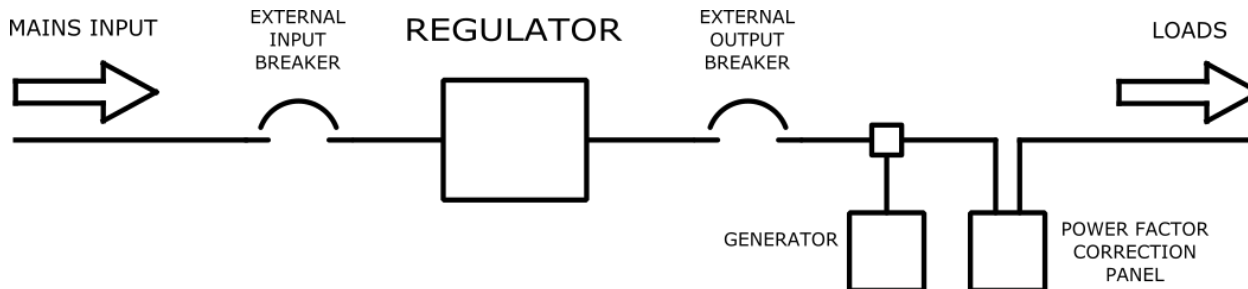 MAINS INPUT
EXTERNAL
INPUT
BREAKER
REGULATOR
EXTERNAL
OUTPUT
BREAKER
LOADS
GENERATOR
POWER FACTOR
CORRECTION
PANEL